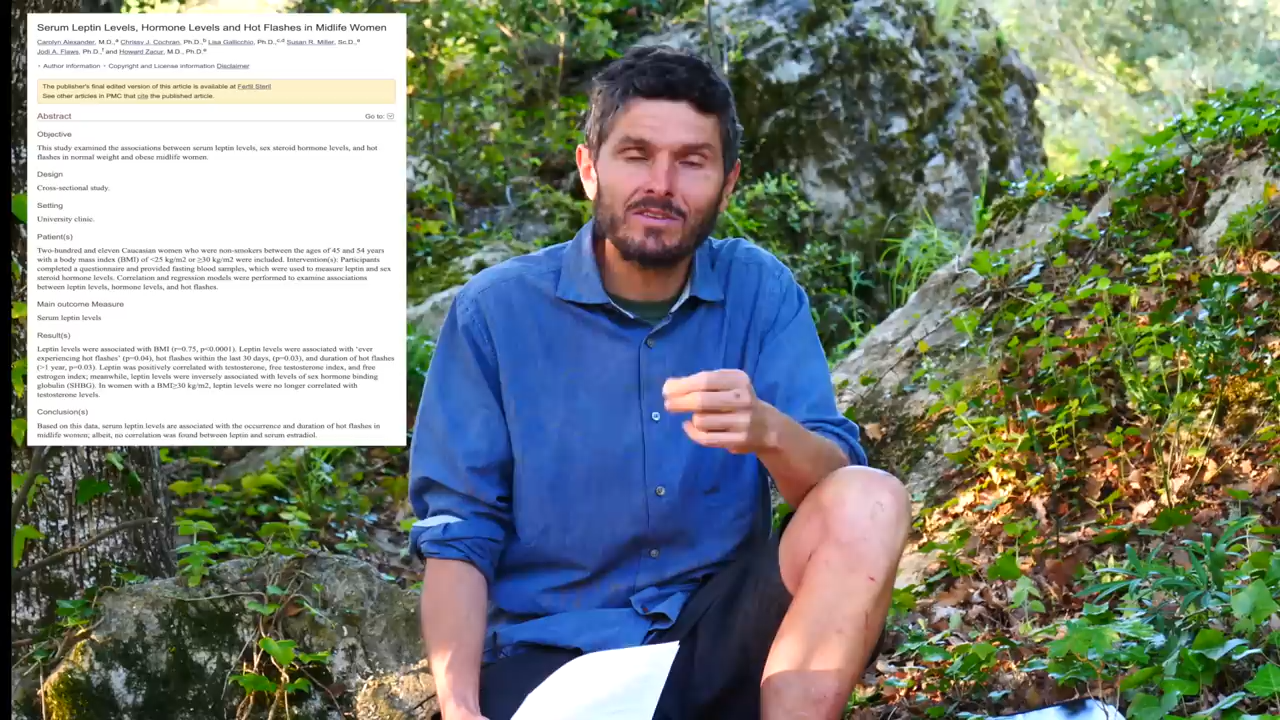 Serum Leptin Levels, Hormone Levels and Hot Flashes in Midlife Women
Carolyn Alexander, M.D.,a Chrissy J. Cochran, Ph.D.,b Lisa Gallicchio, Ph.D.,c,d Susan R. Miller, Sc.D.,e
Jodi A. Flaws, Ph.D.,f and Howard Zacur, M.D., Ph.D.e
Author information Copyright and License information Disclaimer
The publisher's final edited version of this article is available at Fertil Steril
See other articles in PMC that cite the published article.
Abstract
Go to:
Objective
This study examined the associations between serum leptin levels, sex steroid hormone levels, and hot
flashes in normal weight and obese midlife women.
Design
Cross-sectional study.
Setting
University clinic.
Patient(s)
Two-hundred and eleven Caucasian women who were non-smokers between the ages of 45 and 54 years
with a body mass index (BMI) of <25 kg/m2 or ≥30 kg/m2 were included. Intervention(s): Participants
completed a questionnaire and provided fasting blood samples, which were used to measure leptin and sex
steroid hormone levels. Correlation and regression models were performed to examine associations
between leptin levels, hormone levels, and hot flashes.
Main outcome Measure
Serum leptin levels
Result(s)
Leptin levels were associated with BMI (r=0.75, p<0.0001). Leptin levels were associated with 'ever
experiencing hot flashes' (p=0.04), hot flashes within the last 30 days, (p=0.03), and duration of hot flashes
(>1 year, p=0.03). Leptin was positively correlated with testosterone, free testosterone index, and free
estrogen index; meanwhile, leptin levels were inversely associated with levels of sex hormone binding
globulin (SHBG). In women with a BMI≥30 kg/m2, leptin levels were no longer correlated with
testosterone levels.
Conclusion(s)
Based on this data, serum leptin levels are associated with the occurrence and duration of hot flashes in
midlife women; albeit, no correlation was found between leptin and serum estradiol.